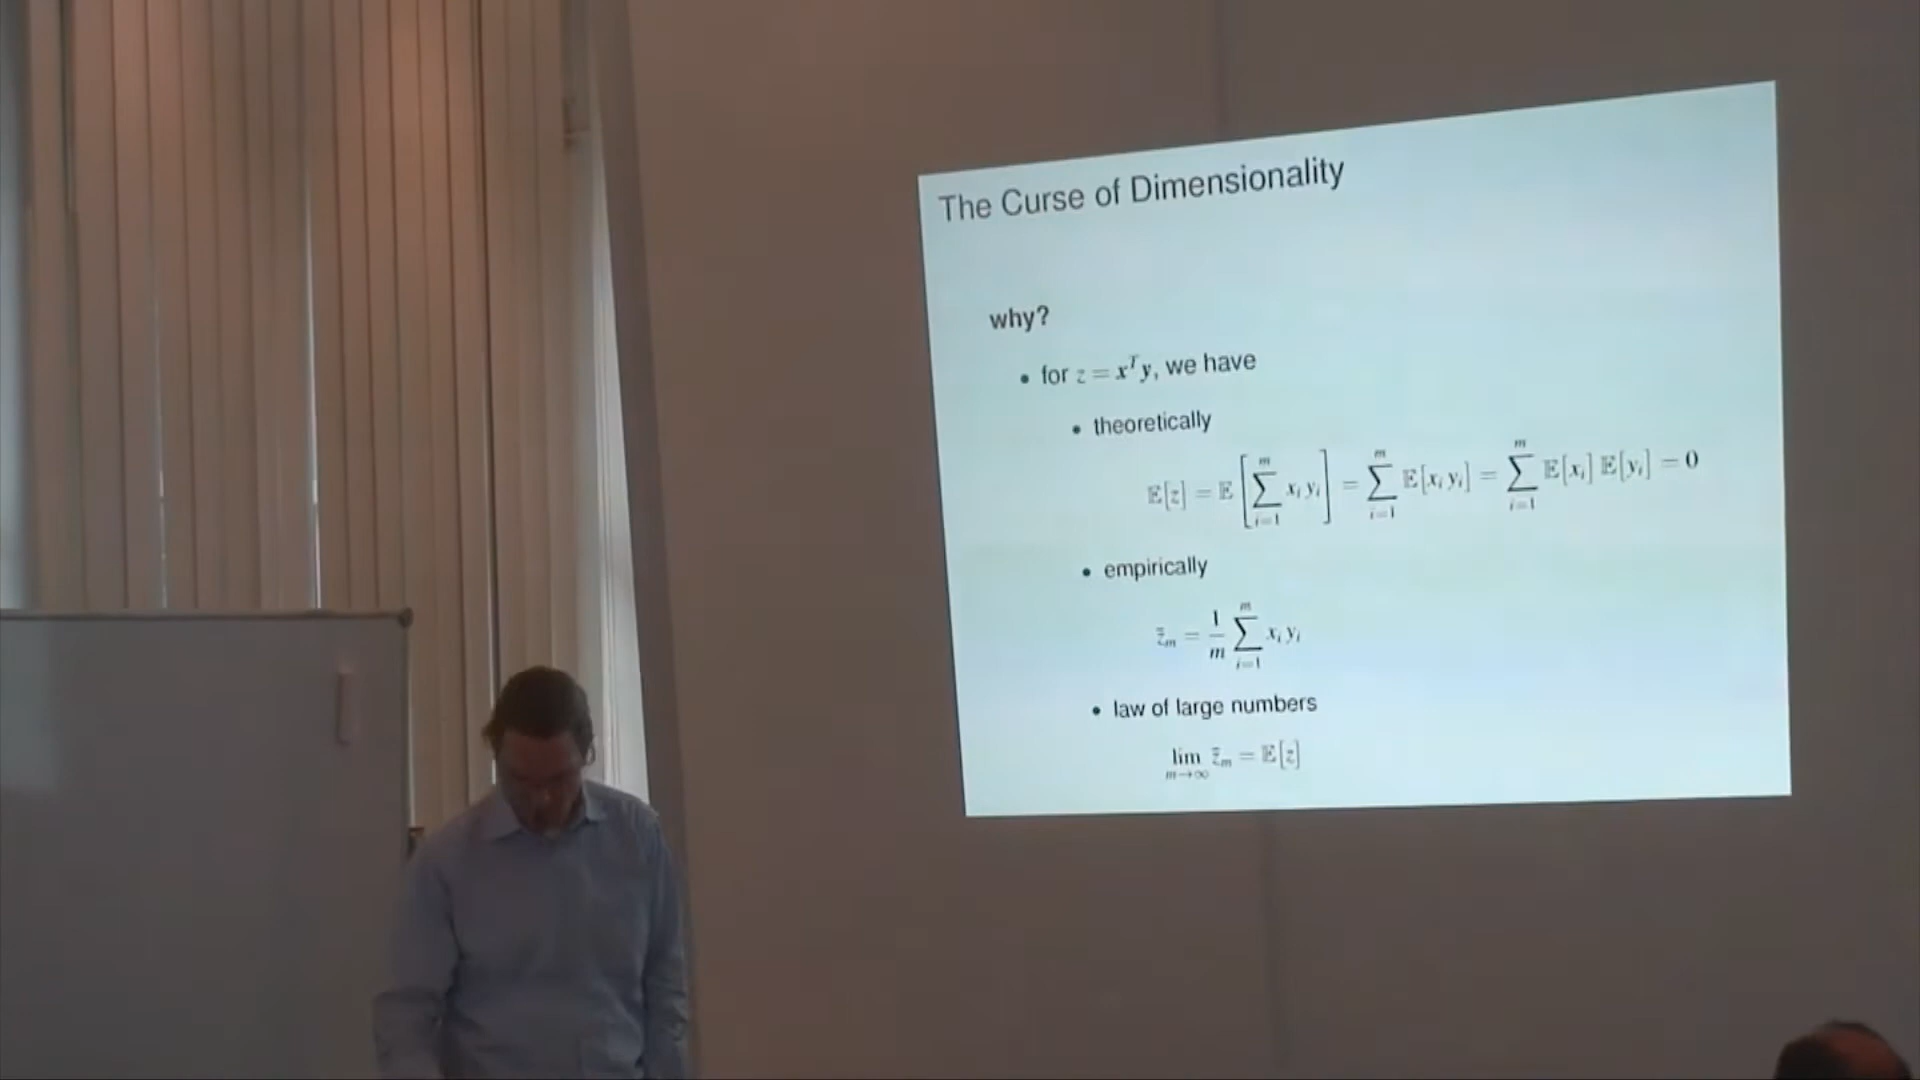 The Curse of Dimensionality
why?
• for z = xᵀy, we have
• theoretically
𝔼[z] = 𝔼[∑_{i=1}^{m} x_i y_i] = ∑_{i=1}^{m} 𝔼[x_i y_i] = ∑_{i=1}^{m} 𝔼[x_i] 𝔼[y_i] = 0
• empirically
z̄_m = 1/m ∑_{i=1}^{m} x_i y_i
• law of large numbers
lim_{m→∞} z̄_m = 𝔼[z]